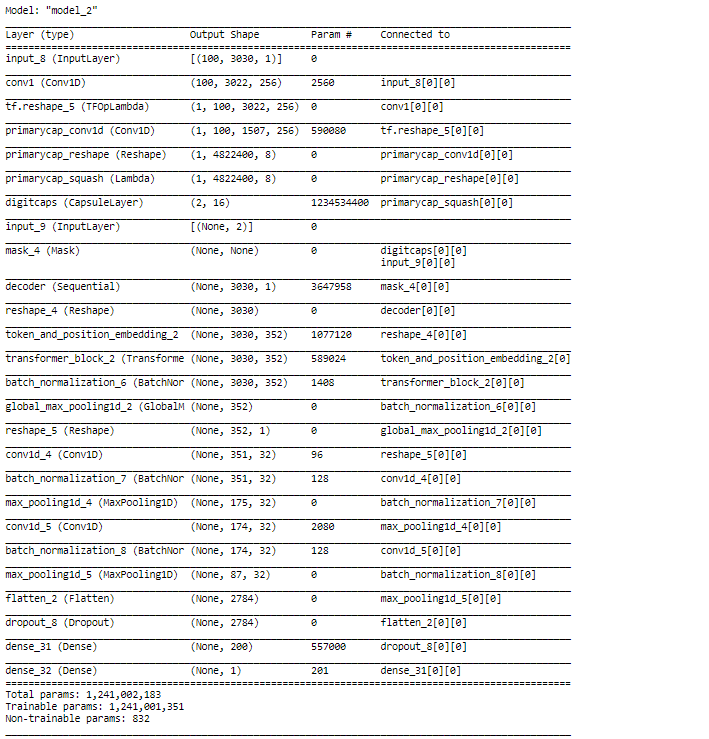 Model: "model_2"
Layer (type) Output Shape Param # Connected to
input_8 (InputLayer) [(100, 3030, 1)] 0
conv1 (Conv1D) (100, 3022, 256) 2560 input_8[0][0]
tf.reshape_5 (TFOpLambda) (1, 100, 3022, 256) 0 conv1[0][0]
primarycap_conv1d (Conv1D) (1, 100, 1507, 256) 590080 tf.reshape_5[0][0]
primarycap_reshape (Reshape) (1, 4822400, 8) 0 primarycap_conv1d[0][0]
primarycap_squash (Lambda) (1, 4822400, 8) 0 primarycap_reshape[0][0]
digitcaps (CapsuleLayer) (2, 16) 1234534400 primarycap_squash[0][0]
input_9 (InputLayer) [(None, 2)] 0
mask_4 (Mask) (None, None) 0 digitcaps[0][0]
input_9[0][0]
decoder (Sequential) (None, 3030, 1) 3647958 mask_4[0][0]
reshape_4 (Reshape) (None, 3030) 0 decoder[0][0]
token_and_position_embedding_2 (None, 3030, 352) 1077120 reshape_4[0][0]
transformer_block_2 (Transforme (None, 3030, 352) 589024 token_and_position_embedding_2[0]
batch_normalization_6 (BatchNor (None, 3030, 352) 1408 transformer_block_2[0][0]
global_max_pooling1d_2 (GlobalM (None, 352) 0 batch_normalization_6[0][0]
reshape_5 (Reshape) (None, 352, 1) 0 global_max_pooling1d_2[0][0]
conv1d_4 (Conv1D) (None, 351, 32) 96 reshape_5[0][0]
batch_normalization_7 (BatchNor (None, 351, 32) 128 conv1d_4[0][0]
max_pooling1d_4 (MaxPooling1D) (None, 175, 32) 0 batch_normalization_7[0][0]
conv1d_5 (Conv1D) (None, 174, 32) 2080 max_pooling1d_4[0][0]
batch_normalization_8 (BatchNor (None, 174, 32) 128 conv1d_5[0][0]
max_pooling1d_5 (MaxPooling1D) (None, 87, 32) 0 batch_normalization_8[0][0]
flatten_2 (Flatten) (None, 2784) 0 max_pooling1d_5[0][0]
dropout_8 (Dropout) (None, 2784) 0 flatten_2[0][0]
dense_31 (Dense) (None, 200) 557000 dropout_8[0][0]
dense_32 (Dense) (None, 1) 201 dense_31[0][0]
Total params: 1,241,002,183
Trainable params: 1,241,001,351
Non-trainable params: 832